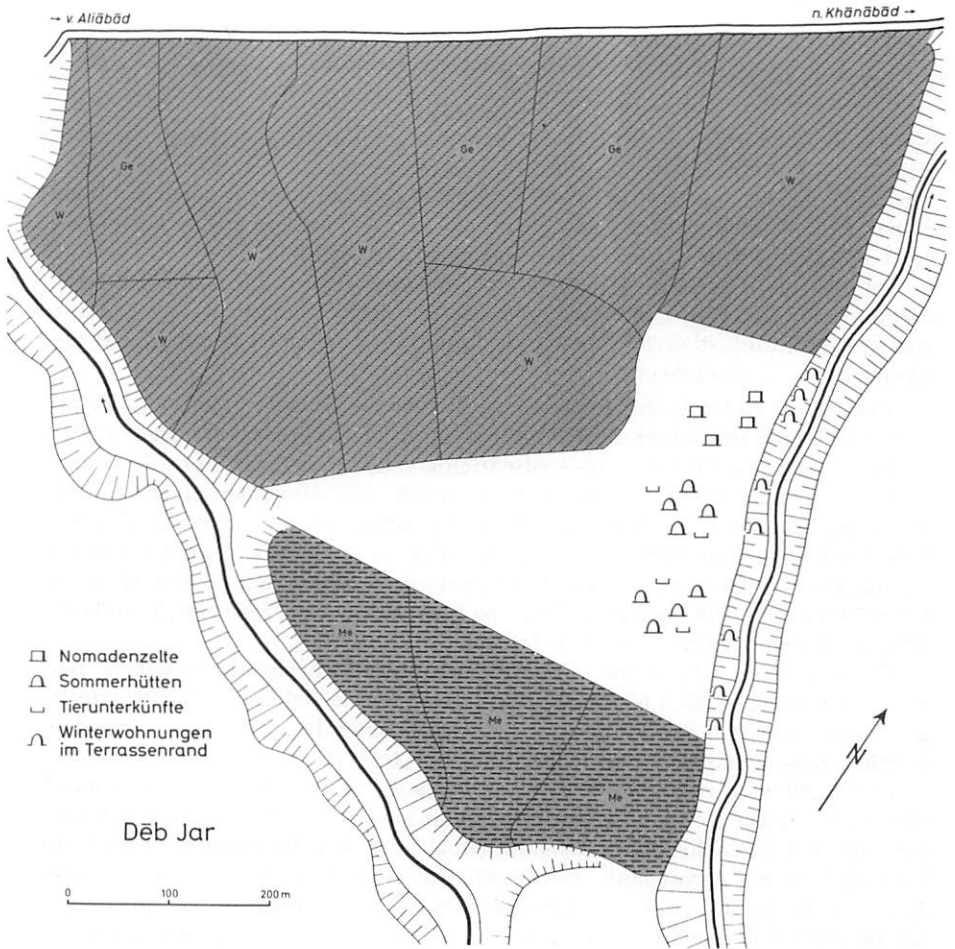 → v. Aliābād
n. Khānābād →
Ge
Ge
Ge
W
W
W
W
W
W
Me
Me
Me
Nomadenzelte
Sommerhütten
Tierunterkünfte
Winterwohnungen
im Terrassenrand
N
Dēb Jar
0 100 200 m